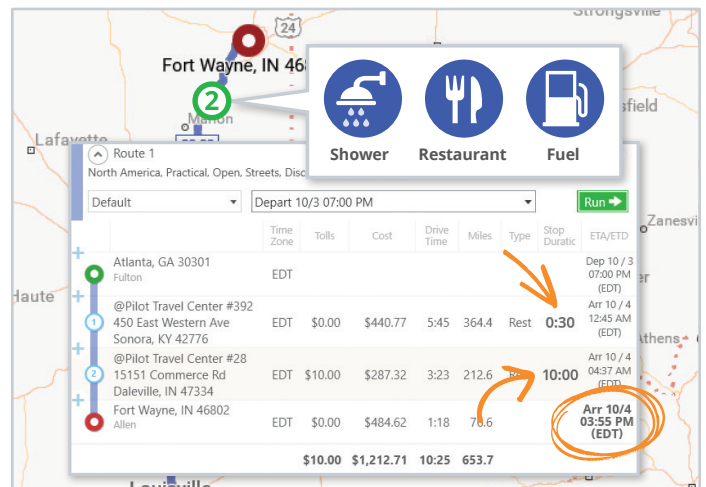 Strongsville
24
Fort Wayne, IN 46
2
Marion
Lafayette
sfield
Shower Restaurant Fuel
Route 1
North America, Practical, Open, Streets, Disc
Default Depart 10/3 07:00 PM Run
Zanesvi
Time Zone Tolls Cost Drive Time Miles Type Stop Duratic ETA/ETD
Atlanta, GA 30301
Fulton
EDT
Dep 10 / 3
07:00 PM
(EDT)
er
Haute
1
@Pilot Travel Center #392
450 East Western Ave
Sonora, KY 42776
EDT $0.00 $440.77 5:45 364.4 Rest 0:30
Arr 10 / 4
12:45 AM
(EDT)
Athens
2
@Pilot Travel Center #28
15151 Commerce Rd
Daleville, IN 47334
EDT $10.00 $287.32 3:23 212.6 10:00
Arr 10 / 4
04:37 AM
(EDT)
Fort Wayne, IN 46802
Allen
EDT $0.00 $484.62 1:18 76.6
Arr 10/4
03:55 PM
(EDT)
$10.00 $1,212.71 10:25 653.7
Louisville